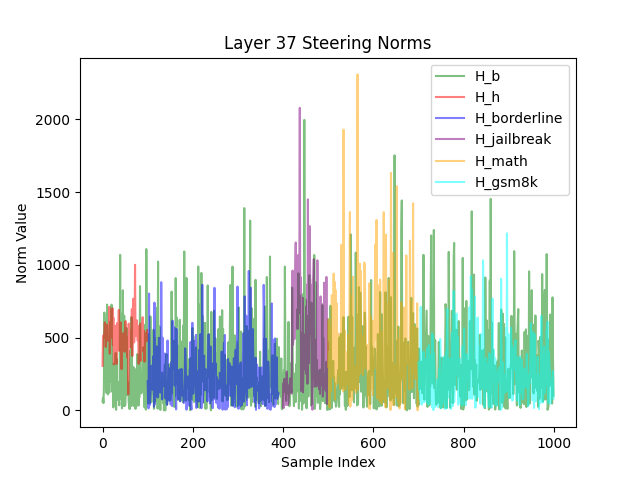 Layer 37 Steering Norms
H_b
H_h
H_borderline
H_jailbreak
H_math
H_gsm8k
Norm Value
2000
1500
1000
500
0
0 200 400 600 800 1000
Sample Index